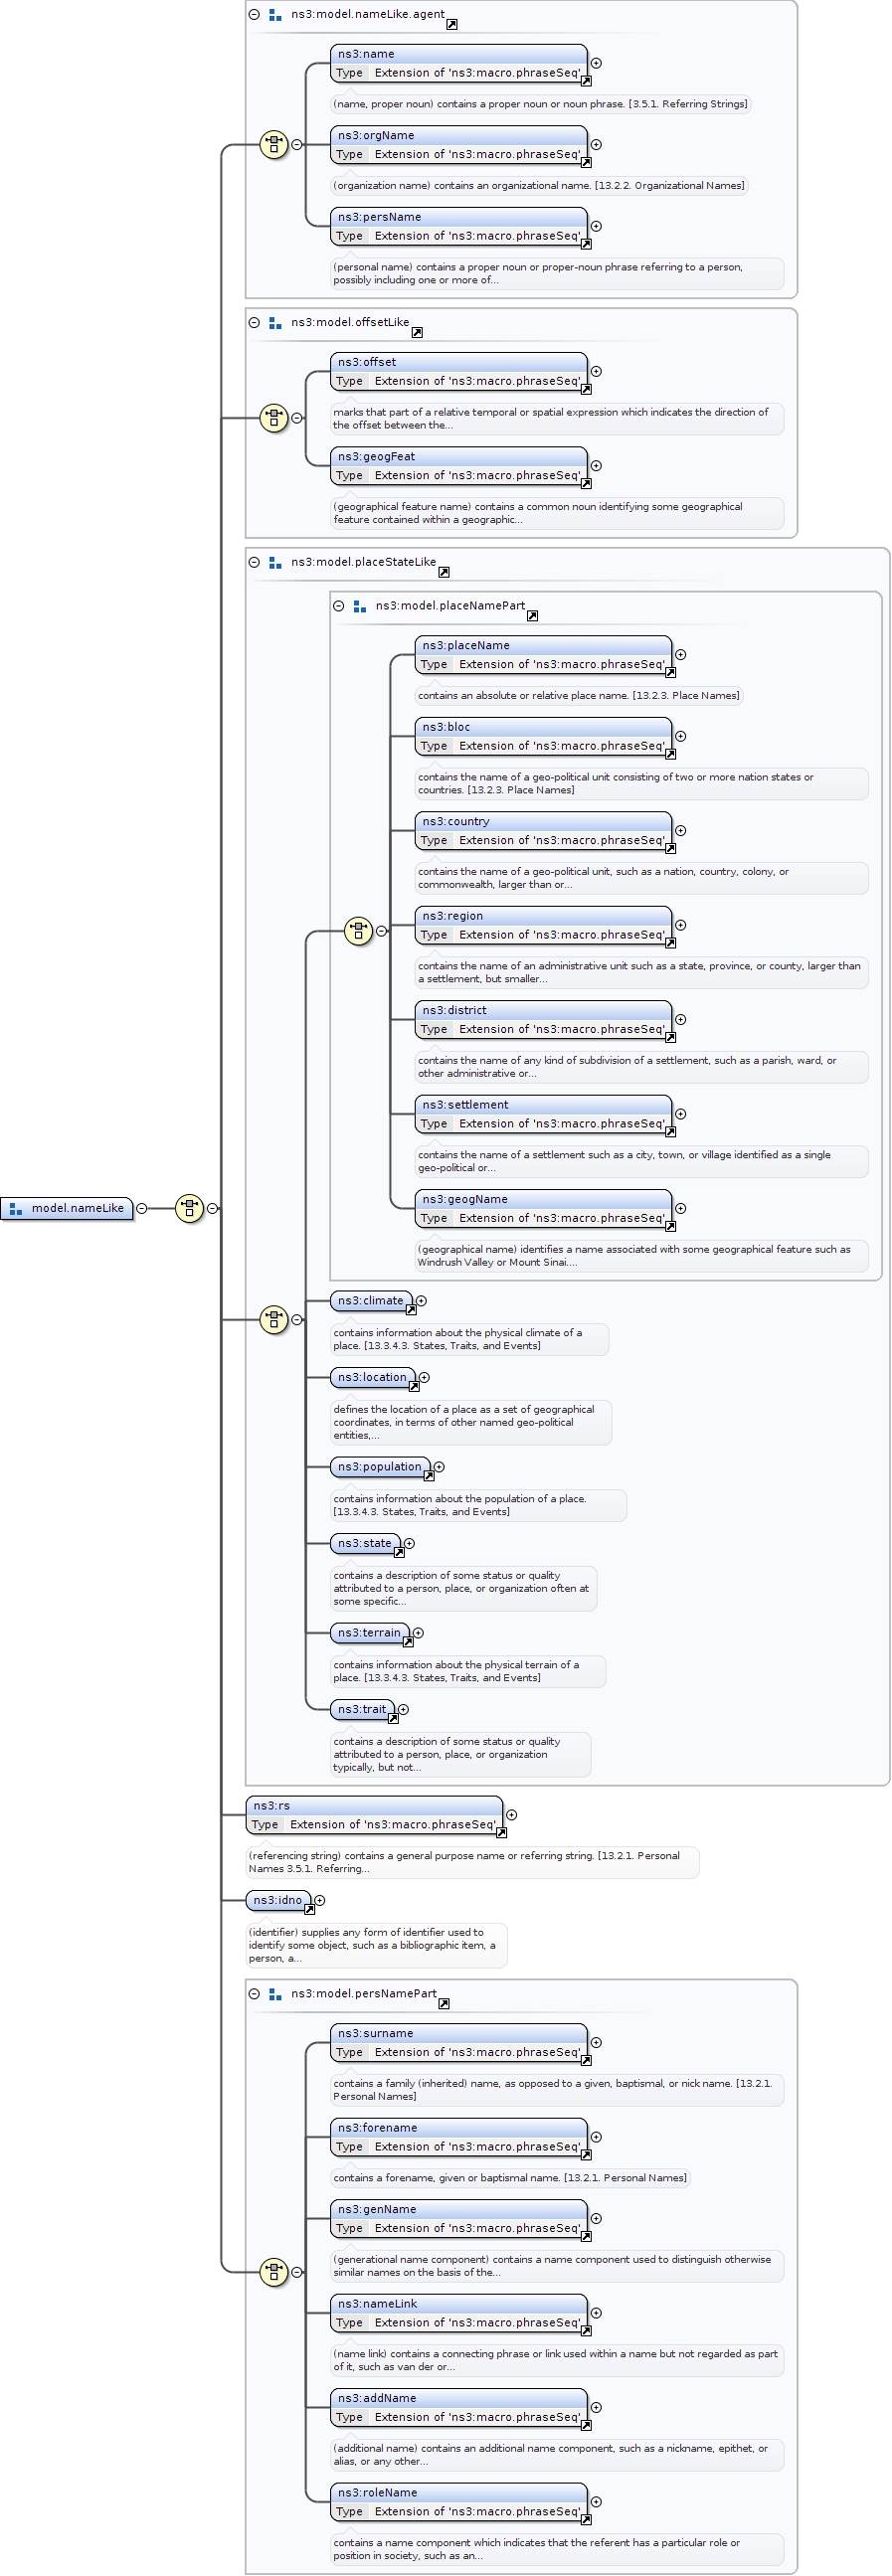 ns3:model.nameLike.agent
ns3:name
Type Extension of 'ns3:macro.phraseSeq'
(name, proper noun) contains a proper noun or noun phrase. [3.5.1. Referring Strings]
ns3:orgName
Type Extension of 'ns3:macro.phraseSeq'
(organization name) contains an organizational name. [13.2.2. Organizational Names]
ns3:persName
Type Extension of 'ns3:macro.phraseSeq'
(personal name) contains a proper noun or proper-noun phrase referring to a person,
possibly including one or more of...
ns3:model.offsetLike
ns3:offset
Type Extension of 'ns3:macro.phraseSeq'
marks that part of a relative temporal or spatial expression which indicates the direction of
the offset between the...
ns3:geogFeat
Type Extension of 'ns3:macro.phraseSeq'
(geographical feature name) contains a common noun identifying some geographical
feature contained within a geographic...
ns3:model.placeStateLike
ns3:model.placeNamePart
ns3:placeName
Type Extension of 'ns3:macro.phraseSeq'
contains an absolute or relative place name. [13.2.3. Place Names]
ns3:bloc
Type Extension of 'ns3:macro.phraseSeq'
contains the name of a geo-political unit consisting of two or more nation states or
countries. [13.2.3. Place Names]
ns3:country
Type Extension of 'ns3:macro.phraseSeq'
contains the name of a geo-political unit, such as a nation, country, colony, or
commonwealth, larger than or...
ns3:region
Type Extension of 'ns3:macro.phraseSeq'
contains the name of an administrative unit such as a state, province, or county, larger than
a settlement, but smaller...
ns3:district
Type Extension of 'ns3:macro.phraseSeq'
contains the name of any kind of subdivision of a settlement, such as a parish, ward, or
other administrative or...
ns3:settlement
Type Extension of 'ns3:macro.phraseSeq'
contains the name of a settlement such as a city, town, or village identified as a single
geo-political or...
ns3:geogName
Type Extension of 'ns3:macro.phraseSeq'
(geographical name) identifies a name associated with some geographical feature such as
Windrush Valley or Mount Sinai....
model.nameLike
ns3:climate
contains information about the physical climate of a
place. [13.3.4.3. States, Traits, and Events]
ns3:location
defines the location of a place as a set of geographical
coordinates, in terms of other named geo-political
entities,...
ns3:population
contains information about the population of a place.
[13.3.4.3. States, Traits, and Events]
ns3:state
contains a description of some status or quality
attributed to a person, place, or organization often at
some specific...
ns3:terrain
contains information about the physical terrain of a
place. [13.3.4.3. States, Traits, and Events]
ns3:trait
contains a description of some status or quality
attributed to a person, place, or organization
typically, but not...
ns3:rs
Type Extension of 'ns3:macro.phraseSeq'
(referencing string) contains a general purpose name or referring string. [13.2.1. Personal
Names 3.5.1. Referring...
ns3:idno
(identifier) supplies any form of identifier used to
identify some object, such as a bibliographic item, a
person, a...
ns3:model.persNamePart
ns3:surname
Type Extension of 'ns3:macro.phraseSeq'
contains a family (inherited) name, as opposed to a given, baptismal, or nick name. [13.2.1.
Personal Names]
ns3:forename
Type Extension of 'ns3:macro.phraseSeq'
contains a forename, given or baptismal name. [13.2.1. Personal Names]
ns3:genName
Type Extension of 'ns3:macro.phraseSeq'
(generational name component) contains a name component used to distinguish otherwise
similar names on the basis of the...
ns3:nameLink
Type Extension of 'ns3:macro.phraseSeq'
(name link) contains a connecting phrase or link used within a name but not regarded as part
of it, such as van der or...
ns3:addName
Type Extension of 'ns3:macro.phraseSeq'
(additional name) contains an additional name component, such as a nickname, epithet, or
alias, or any other...
ns3:roleName
Type Extension of 'ns3:macro.phraseSeq'
contains a name component which indicates that the referent has a particular role or
position in society, such as an...